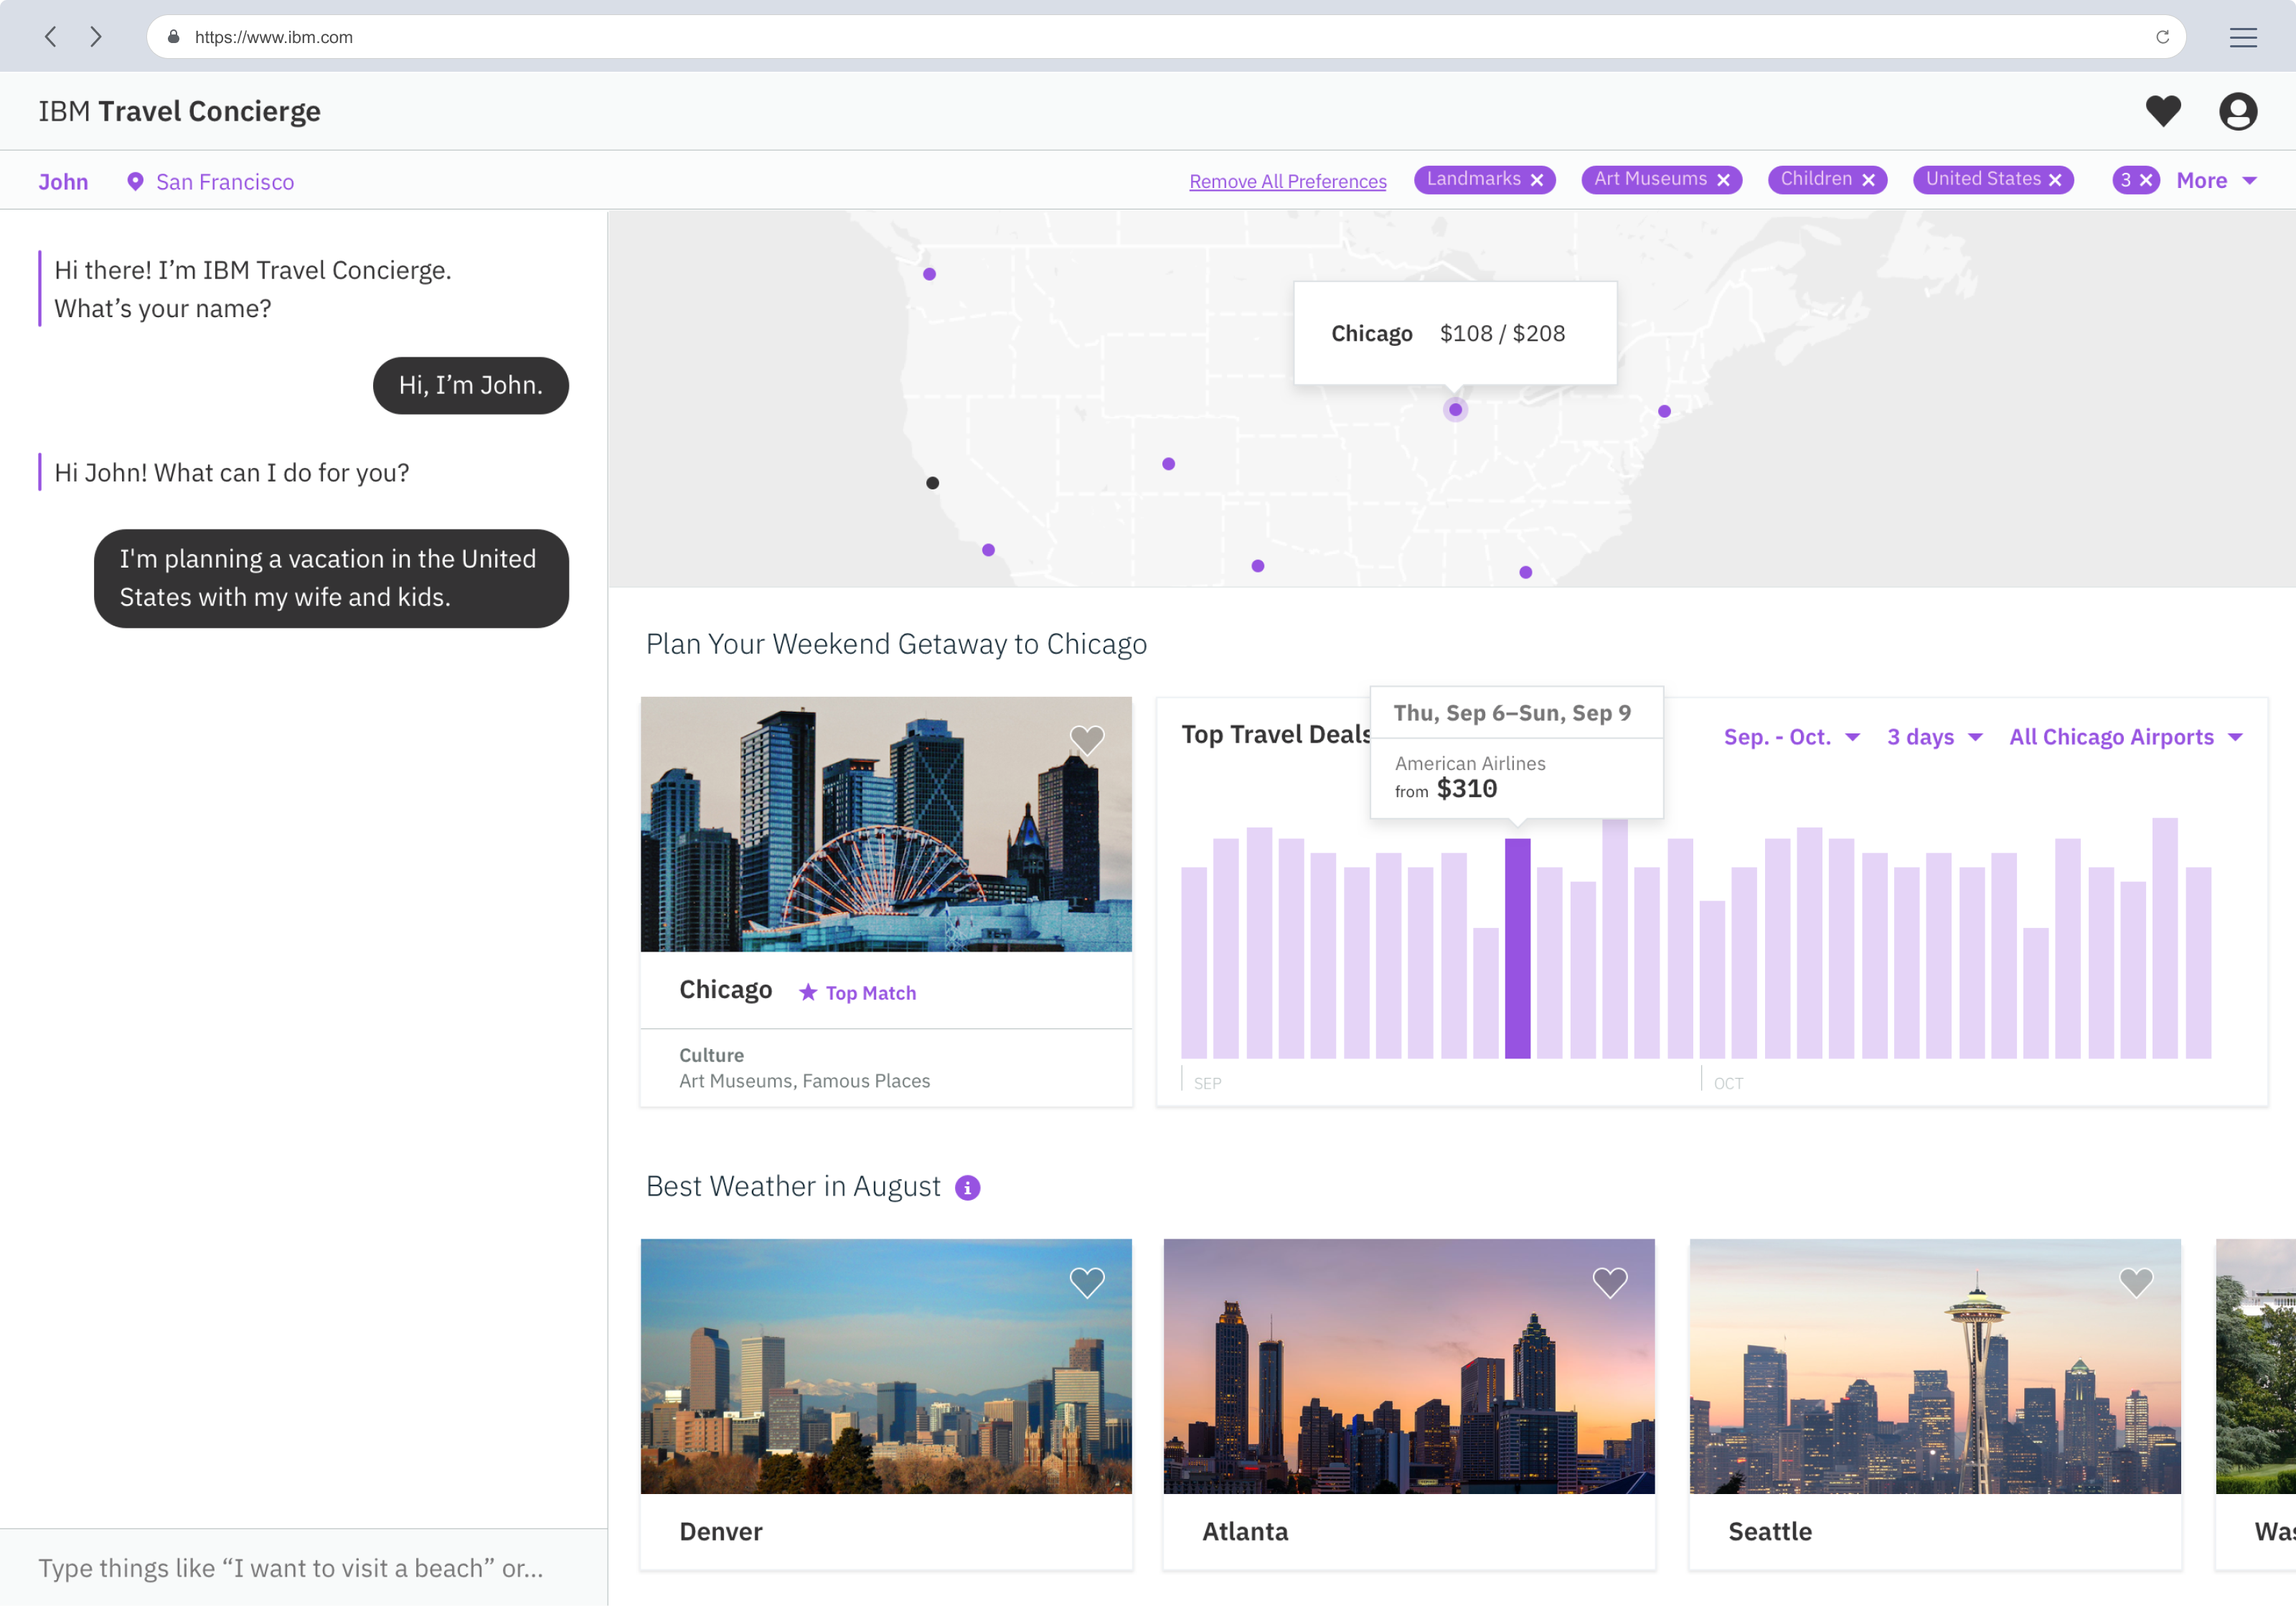 https://www.ibm.com
IBM Travel Concierge
John
San Francisco
Remove All Preferences
Landmarks
Art Museums
Children
United States
3
More
Hi there! I’m IBM Travel Concierge.
What’s your name?
Hi, I’m John.
Hi John! What can I do for you?
I'm planning a vacation in the United
States with my wife and kids.
Type things like “I want to visit a beach” or...
Chicago $108 / $208
Plan Your Weekend Getaway to Chicago
Chicago
Top Match
Culture
Art Museums, Famous Places
Top Travel Deals
Thu, Sep 6–Sun, Sep 9
American Airlines
from $310
Sep. - Oct.
3 days
All Chicago Airports
SEP
OCT
Best Weather in August
Denver
Atlanta
Seattle
Was